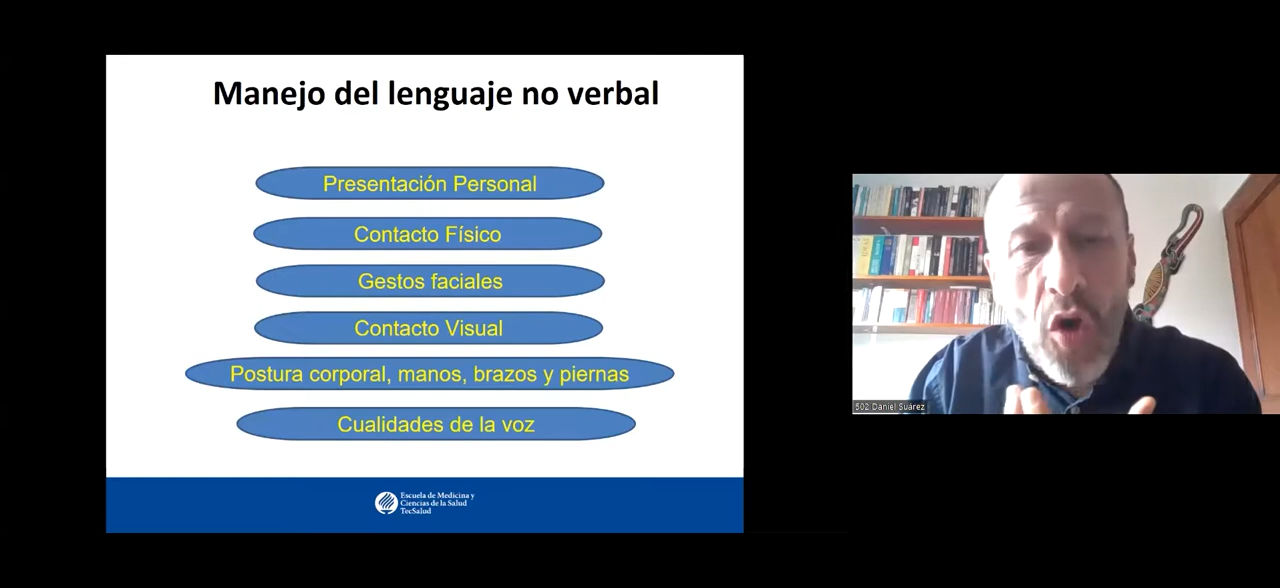 Manejo del lenguaje no verbal
Presentación Personal
Contacto Físico
Gestos faciales
Contacto Visual
Postura corporal, manos, brazos y piernas
Cualidades de la voz
Escuela de Medicina y
Ciencias de la Salud
TecSalud
502 Daniel Suárez